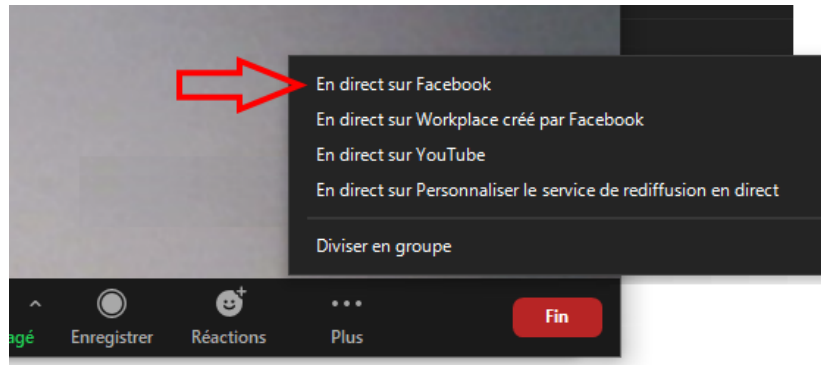 En direct sur Facebook
En direct sur Workplace créé par Facebook
En direct sur YouTube
En direct sur Personnaliser le service de rediffusion en direct
Diviser en groupe
agé Enregistrer Réactions Plus Fin